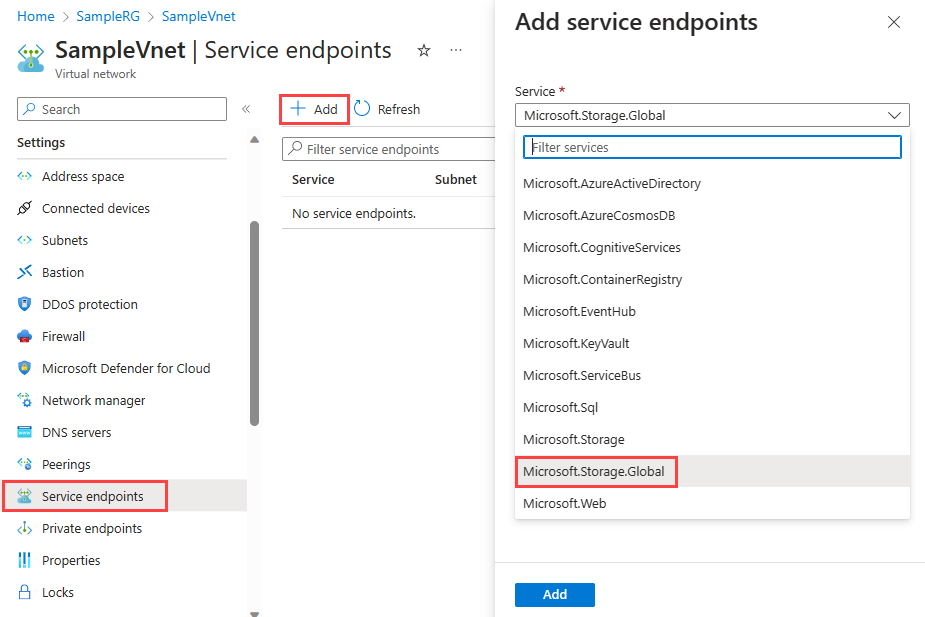 Home > SampleRG > SampleVnet
SampleVnet | Service endpoints
Virtual network
Search
Settings
Address space
Connected devices
Subnets
Bastion
DDoS protection
Firewall
Microsoft Defender for Cloud
Network manager
DNS servers
Peerings
Service endpoints
Private endpoints
Properties
Locks
Add Refresh
Filter service endpoints
Service Subnet
No service endpoints.
Add service endpoints
Service *
Microsoft.Storage.Global
Filter services
Microsoft.AzureActiveDirectory
Microsoft.AzureCosmosDB
Microsoft.CognitiveServices
Microsoft.ContainerRegistry
Microsoft.EventHub
Microsoft.KeyVault
Microsoft.ServiceBus
Microsoft.Sql
Microsoft.Storage
Microsoft.Storage.Global
Microsoft.Web
Add